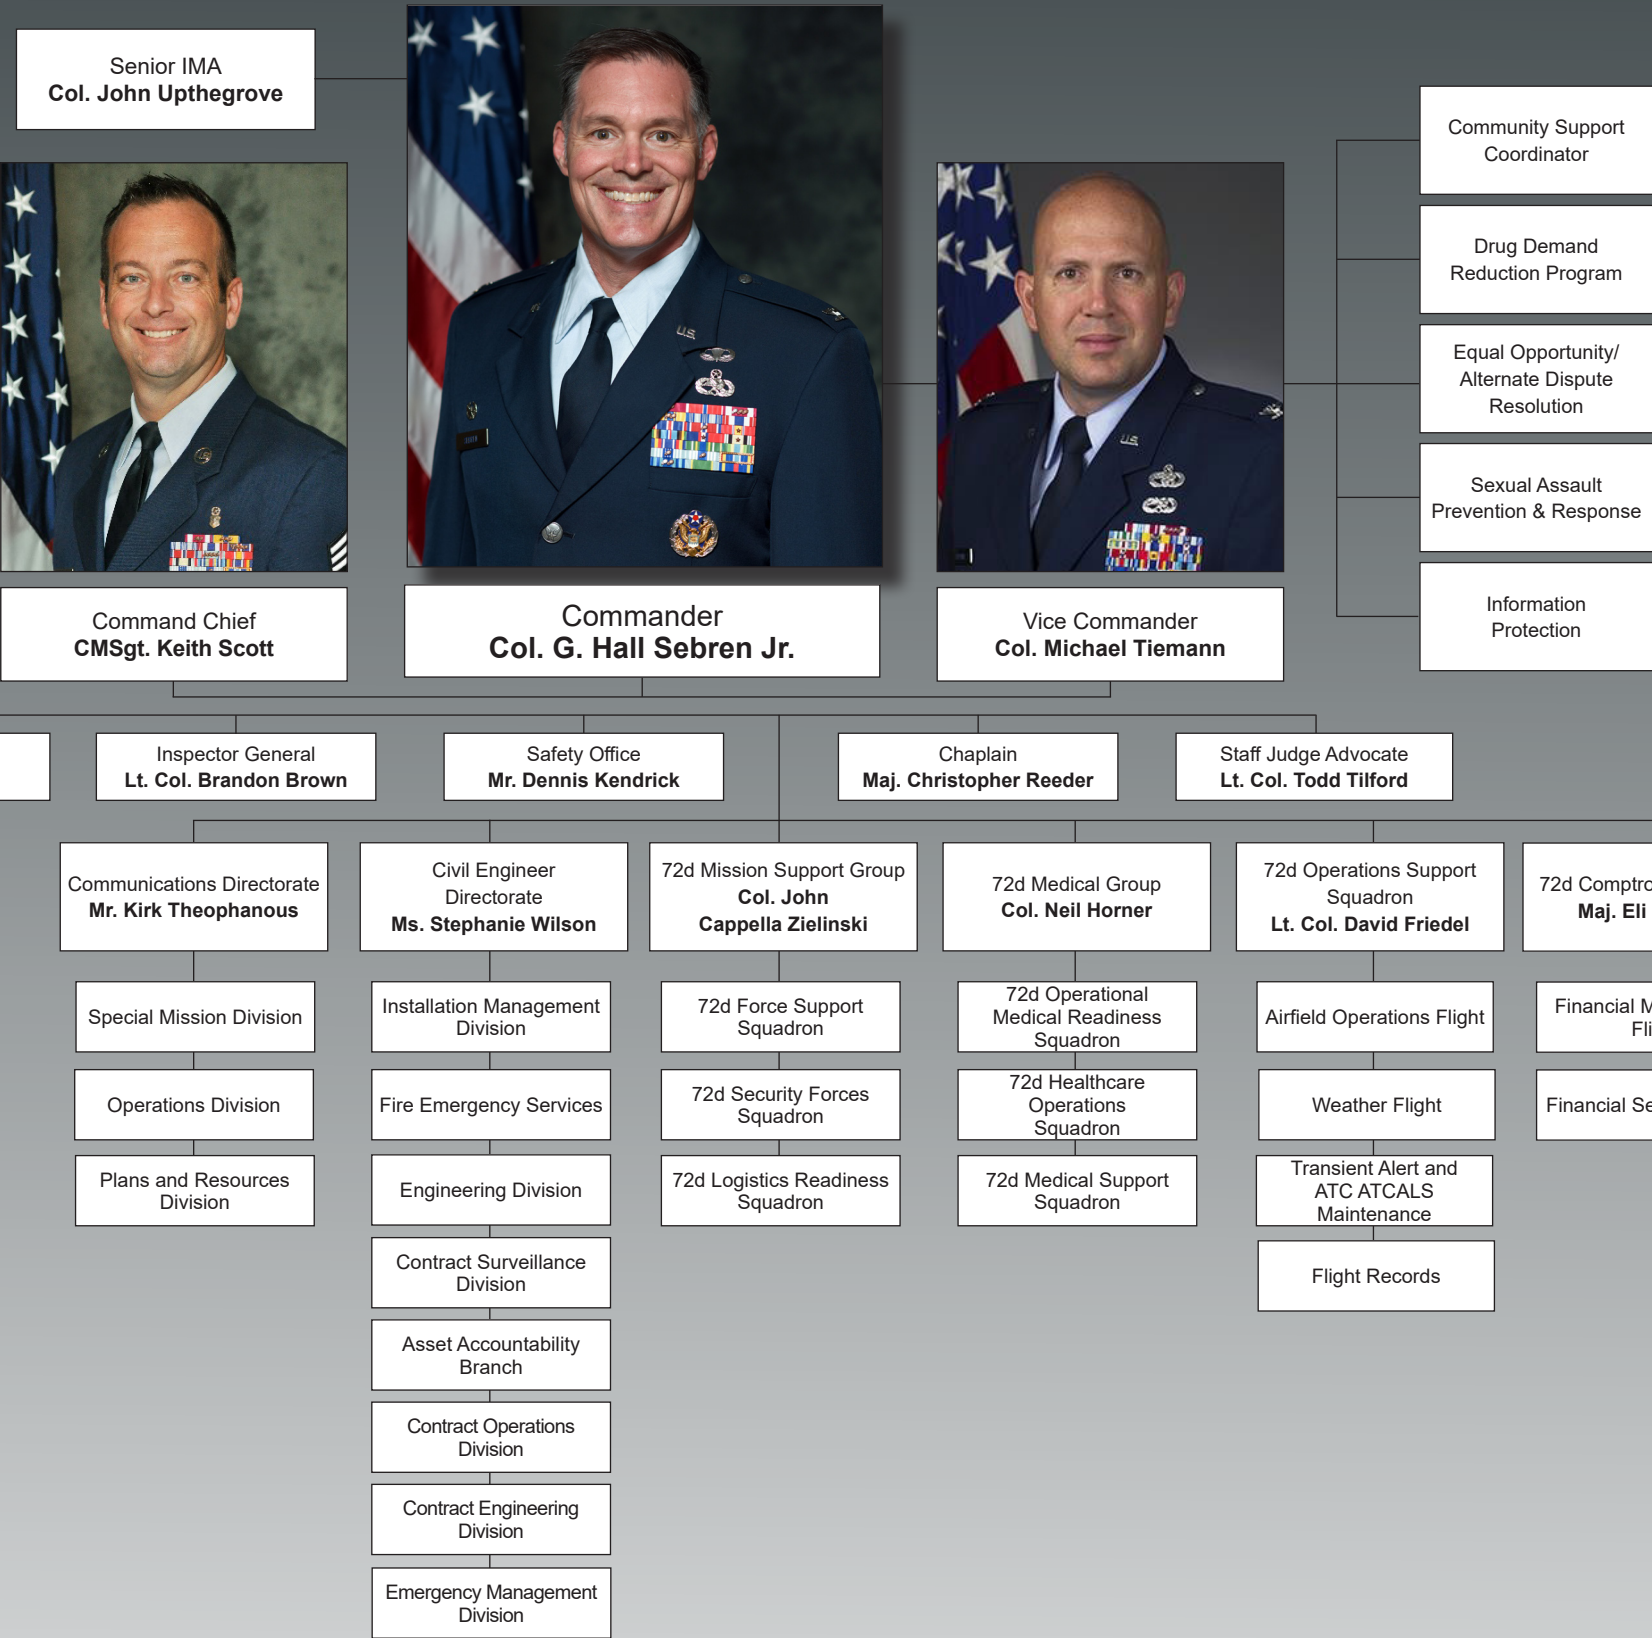 Senior IMA
Col. John Upthegrove
Community Support
Coordinator
Drug Demand
Reduction Program
Equal Opportunity/
Alternate Dispute
Resolution
Sexual Assault
Prevention & Response
Information
Protection
U.S.
U.S.
Command Chief
CMSgt. Keith Scott
Commander
Col. G. Hall Sebren Jr.
Vice Commander
Col. Michael Tiemann
Inspector General
Lt. Col. Brandon Brown
Safety Office
Mr. Dennis Kendrick
Chaplain
Maj. Christopher Reeder
Staff Judge Advocate
Lt. Col. Todd Tilford
Communications Directorate
Mr. Kirk Theophanous
Special Mission Division
Operations Division
Plans and Resources
Division
Civil Engineer
Directorate
Ms. Stephanie Wilson
Installation Management
Division
Fire Emergency Services
Engineering Division
Contract Surveillance
Division
Asset Accountability
Branch
Contract Operations
Division
Contract Engineering
Division
Emergency Management
Division
72d Mission Support Group
Col. John
Cappella Zielinski
72d Force Support
Squadron
72d Security Forces
Squadron
72d Logistics Readiness
Squadron
72d Medical Group
Col. Neil Horner
72d Operational
Medical Readiness
Squadron
72d Healthcare
Operations
Squadron
72d Medical Support
Squadron
72d Operations Support
Squadron
Lt. Col. David Friedel
Airfield Operations Flight
Weather Flight
Transient Alert and
ATC ATCALS
Maintenance
Flight Records
72d
Maj. Eli
Financial
Financial